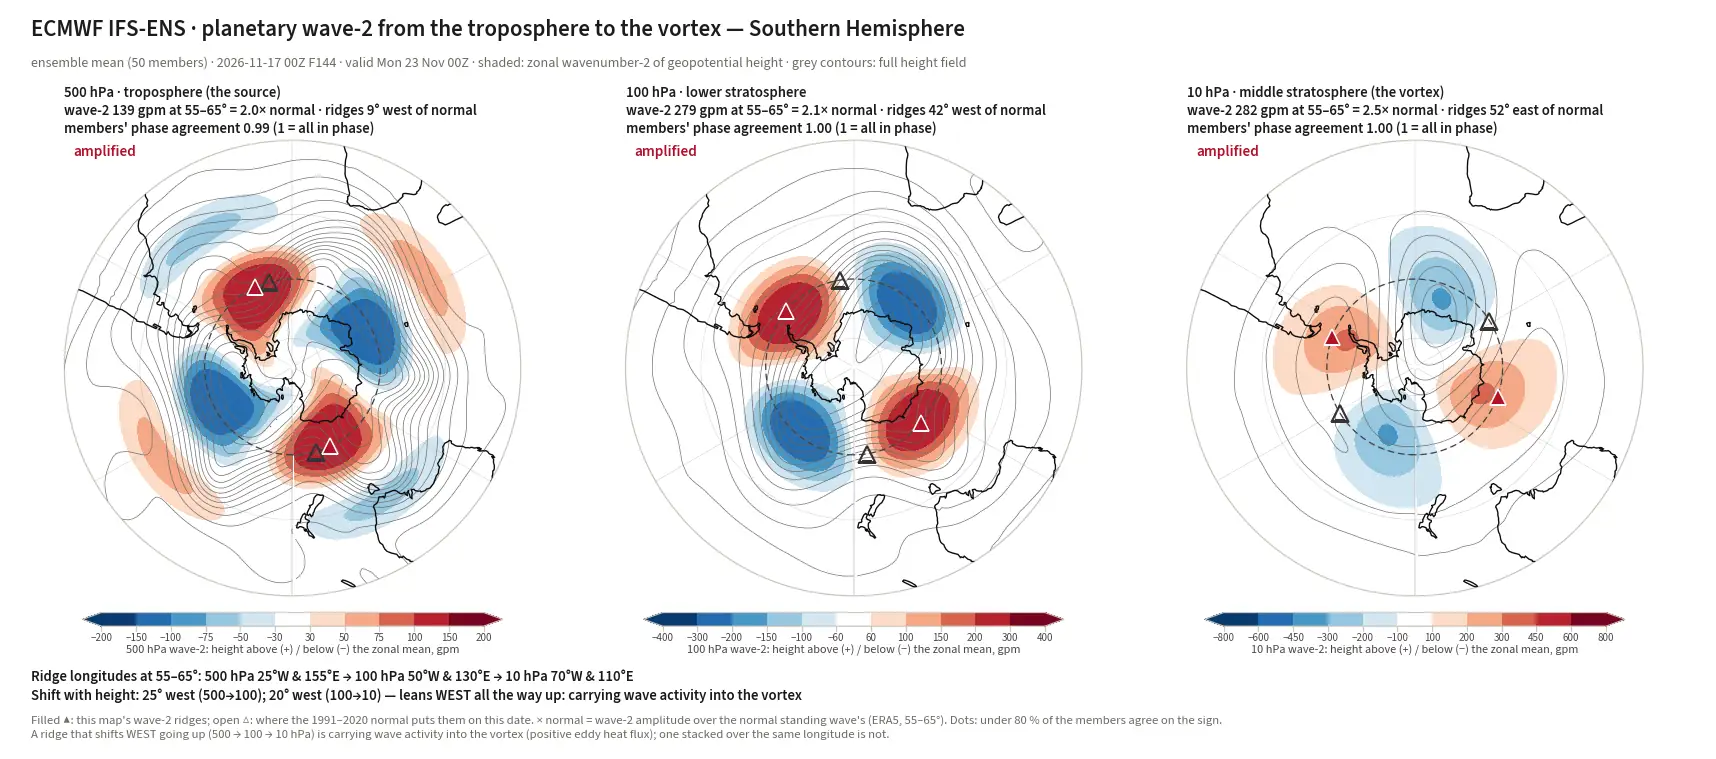 ECMWF IFS-ENS · planetary wave-2 from the troposphere to the vortex — Southern Hemisphere
ensemble mean (50 members) · 2026-11-17 00Z F144 · valid Mon 23 Nov 00Z · shaded: zonal wavenumber-2 of geopotential height · grey contours: full height field
500 hPa · troposphere (the source)
wave-2 139 gpm at 55–65° = 2.0× normal · ridges 9° west of normal
members' phase agreement 0.99 (1 = all in phase)
amplified
100 hPa · lower stratosphere
wave-2 279 gpm at 55–65° = 2.1× normal · ridges 42° west of normal
members' phase agreement 1.00 (1 = all in phase)
amplified
10 hPa · middle stratosphere (the vortex)
wave-2 282 gpm at 55–65° = 2.5× normal · ridges 52° east of normal
members' phase agreement 1.00 (1 = all in phase)
amplified
−200 −150 −100 −75 −50 −30 30 50 75 100 150 200
500 hPa wave-2: height above (+) / below (−) the zonal mean, gpm
−400 −300 −200 −150 −100 −60 60 100 150 200 300 400
100 hPa wave-2: height above (+) / below (−) the zonal mean, gpm
−800 −600 −450 −300 −200 −100 100 200 300 450 600 800
10 hPa wave-2: height above (+) / below (−) the zonal mean, gpm
Ridge longitudes at 55–65°: 500 hPa 25°W & 155°E → 100 hPa 50°W & 130°E → 10 hPa 70°W & 110°E
Shift with height: 25° west (500→100); 20° west (100→10) — leans WEST all the way up: carrying wave activity into the vortex
Filled ▲: this map's wave-2 ridges; open △: where the 1991–2020 normal puts them on this date. × normal = wave-2 amplitude over the normal standing wave's (ERA5, 55–65°). Dots: under 80 % of the members agree on the sign.
A ridge that shifts WEST going up (500 → 100 → 10 hPa) is carrying wave activity into the vortex (positive eddy heat flux); one stacked over the same longitude is not.